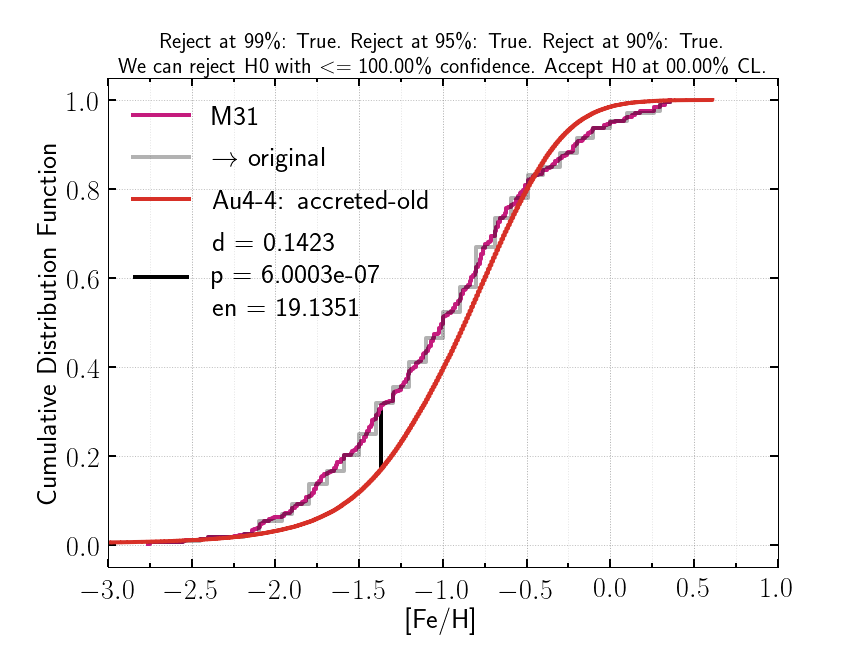 Reject at 99%: True. Reject at 95%: True. Reject at 90%: True.
We can reject H0 with <= 100.00% confidence. Accept H0 at 00.00% CL.
Cumulative Distribution Function
1.0
0.8
0.6
0.4
0.2
0.0
M31
→ original
Au4-4: accreted-old
d = 0.1423
p = 6.0003e-07
en = 19.1351
−3.0 −2.5 −2.0 −1.5 −1.0 −0.5 0.0 0.5 1.0
[Fe/H]